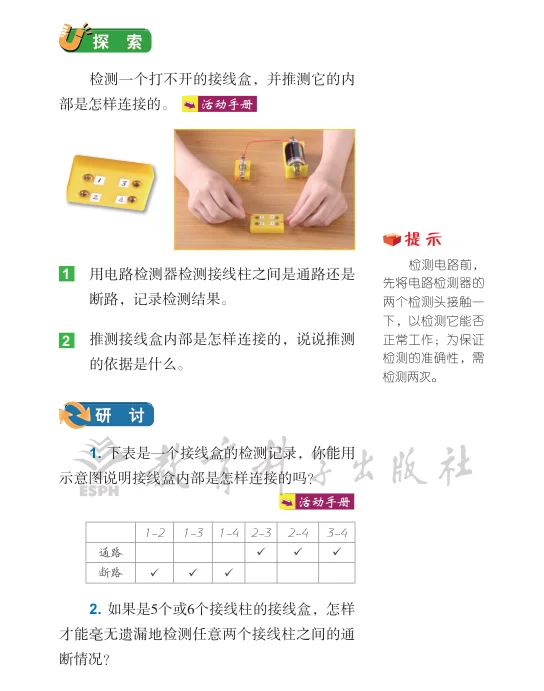 探 索
检测一个打不开的接线盒，并推测它的内
部是怎样连接的。 活动手册
1 3
2 4
提示
检测电路前，
先将电路检测器的
两个检测头接触一
下，以检测它能否
正常工作；为保证
检测的准确性，需
检测两次。
1 用电路检测器检测接线柱之间是通路还是
断路，记录检测结果。
2 推测接线盒内部是怎样连接的，说说推测
的依据是什么。
研 讨
1. 下表是一个接线盒的检测记录，你能用
示意图说明接线盒内部是怎样连接的吗？
ESPH 教育科学出版社
活动手册
1-2 1-3 1-4 2-3 2-4 3-4
通路 ✓ ✓ ✓
断路 ✓ ✓ ✓
2. 如果是5个或6个接线柱的接线盒，怎样
才能毫无遗漏地检测任意两个接线柱之间的通
断情况？